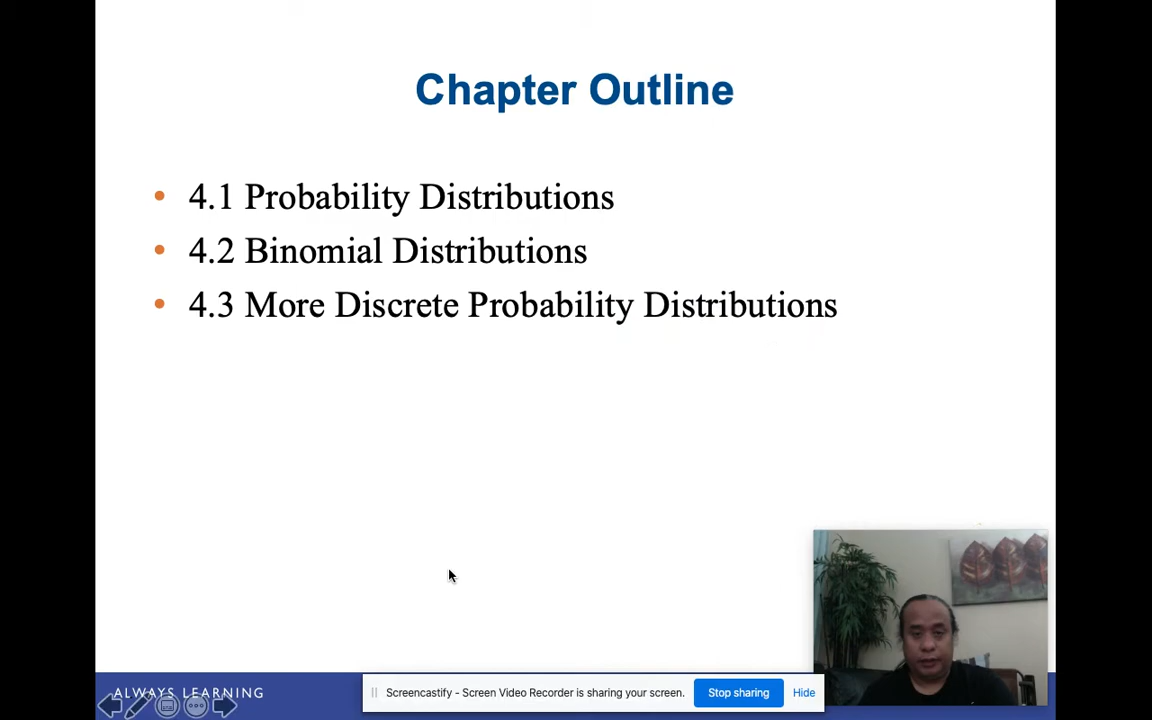 Chapter Outline
• 4.1 Probability Distributions
• 4.2 Binomial Distributions
• 4.3 More Discrete Probability Distributions
ALWAYS LEARNING
Screencastify - Screen Video Recorder is sharing your screen.
Stop sharing
Hide